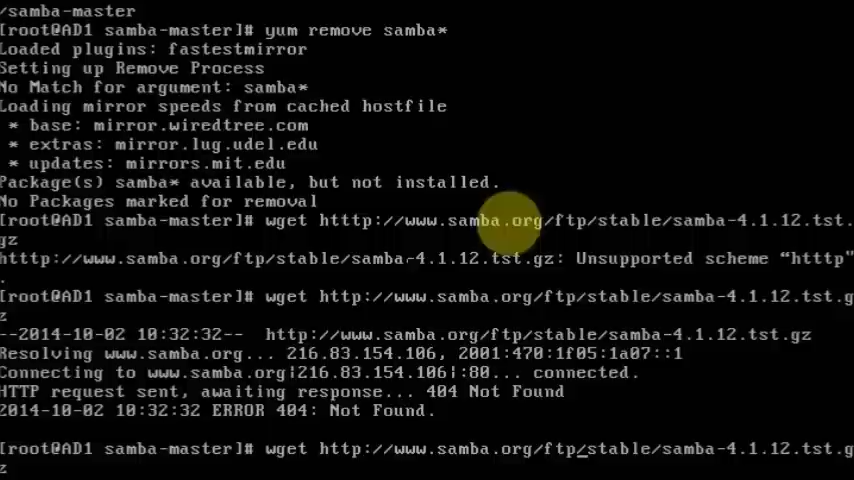 /samba-master
[root@AD1 samba-master]# yum remove samba*
Loaded plugins: fastestmirror
Setting up Remove Process
No Match for argument: samba*
Loading mirror speeds from cached hostfile
 * base: mirror.wiredtree.com
 * extras: mirror.lug.udel.edu
 * updates: mirrors.mit.edu
Package(s) samba* available, but not installed.
No Packages marked for removal
[root@AD1 samba-master]# wget htttp://www.samba.org/ftp/stable/samba-4.1.12.tst.
gz
htttp://www.samba.org/ftp/stable/samba-4.1.12.tst.gz: Unsupported scheme “htttp”
.
[root@AD1 samba-master]# wget http://www.samba.org/ftp/stable/samba-4.1.12.tst.g
z
--2014-10-02 10:32:32--  http://www.samba.org/ftp/stable/samba-4.1.12.tst.gz
Resolving www.samba.org... 216.83.154.106, 2001:470:1f05:1a07::1
Connecting to www.samba.org|216.83.154.106|:80... connected.
HTTP request sent, awaiting response... 404 Not Found
2014-10-02 10:32:32 ERROR 404: Not Found.
[root@AD1 samba-master]# wget http://www.samba.org/ftp/stable/samba-4.1.12.tst.g
z